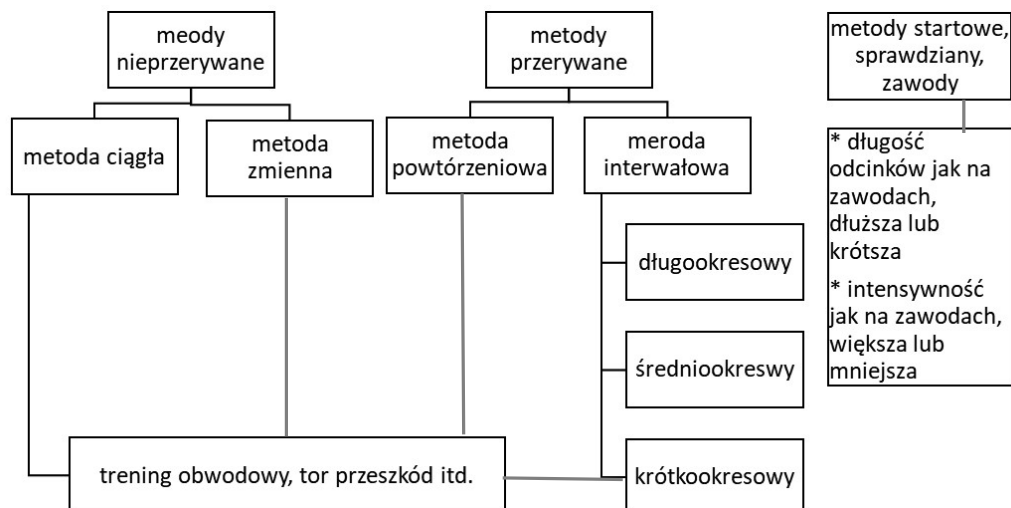 meody
nieprzerywane
metody
przerywane
metody startowe,
sprawdziany,
zawody
metoda ciągła
metoda
zmienna
metoda
powtórzeniowa
meroda
interwałowa
* długość
odcinków jak na
zawodach,
dłuższa lub
krótsza
* intensywność
jak na zawodach,
większa lub
mniejsza
długookresowy
średniookreswy
krótkookresowy
trening obwodowy, tor przeszkód itd.